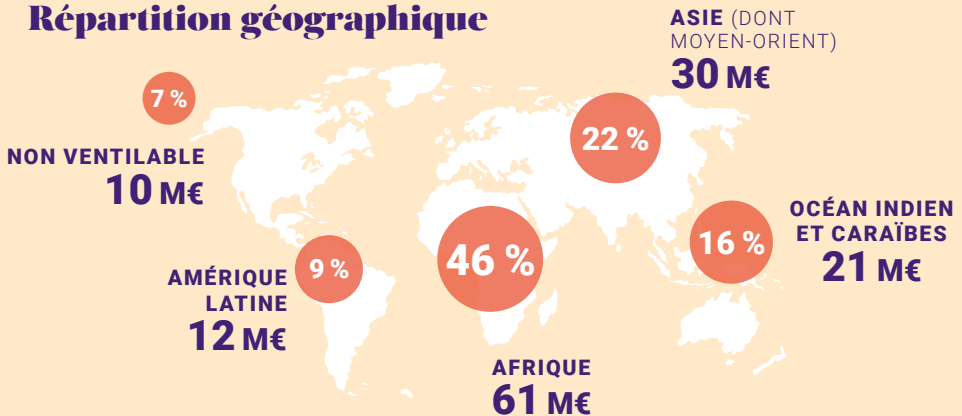 Répartition géographique
ASIE (DONT
MOYEN-ORIENT)
30 M€
22 %
7 %
NON VENTILABLE
10 M€
OCÉAN INDIEN
ET CARAÏBES
21 M€
16 %
46 %
AFRIQUE
61 M€
9 %
AMÉRIQUE
LATINE
12 M€